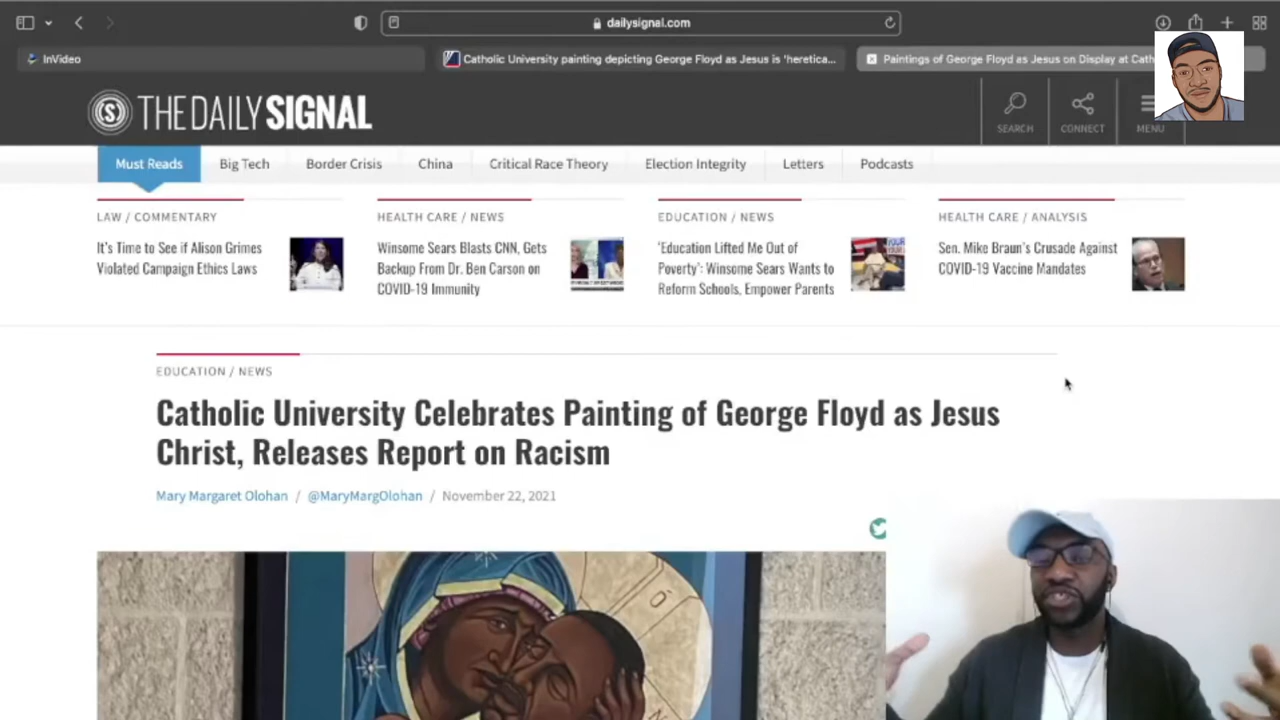 dailysignal.com
InVideo
Catholic University painting depicting George Floyd as Jesus is 'heretica...
Paintings of George Floyd as Jesus on Display at Cath
THE DAILY SIGNAL
SEARCH
CONNECT
MENU
Must Reads
Big Tech
Border Crisis
China
Critical Race Theory
Election Integrity
Letters
Podcasts
LAW / COMMENTARY
It's Time to See if Alison Grimes
Violated Campaign Ethics Laws
HEALTH CARE / NEWS
Winsome Sears Blasts CNN, Gets
Backup From Dr. Ben Carson on
COVID-19 Immunity
EDUCATION / NEWS
'Education Lifted Me Out of
Poverty': Winsome Sears Wants to
Reform Schools, Empower Parents
HEALTH CARE / ANALYSIS
Sen. Mike Braun's Crusade Against
COVID-19 Vaccine Mandates
EDUCATION / NEWS
Catholic University Celebrates Painting of George Floyd as Jesus
Christ, Releases Report on Racism
Mary Margaret Olohan / @MaryMargOlohan / November 22, 2021